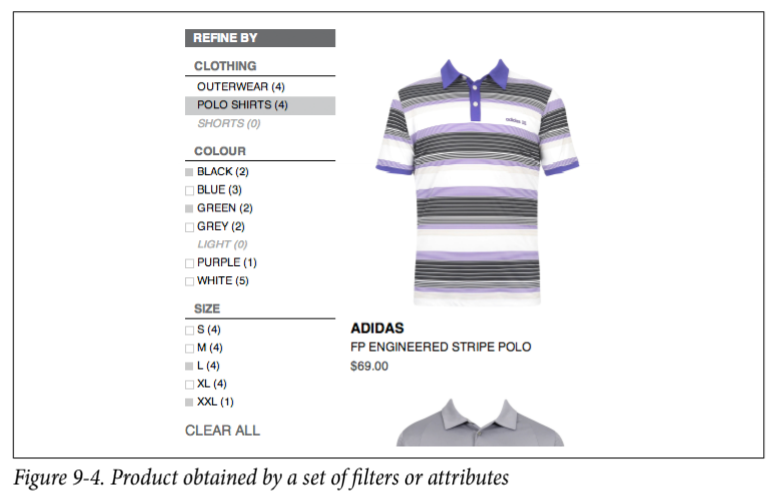 REFINE BY
CLOTHING
OUTERWEAR (4)
POLO SHIRTS (4)
SHORTS (0)
COLOUR
BLACK (2)
BLUE (3)
GREEN (2)
GREY (2)
LIGHT (0)
PURPLE (1)
WHITE (5)
SIZE
S (4)
M (4)
L (4)
XL (4)
XXL (1)
CLEAR ALL
ADIDAS
FP ENGINEERED STRIPE POLO
$69.00
Figure 9-4. Product obtained by a set of filters or attributes